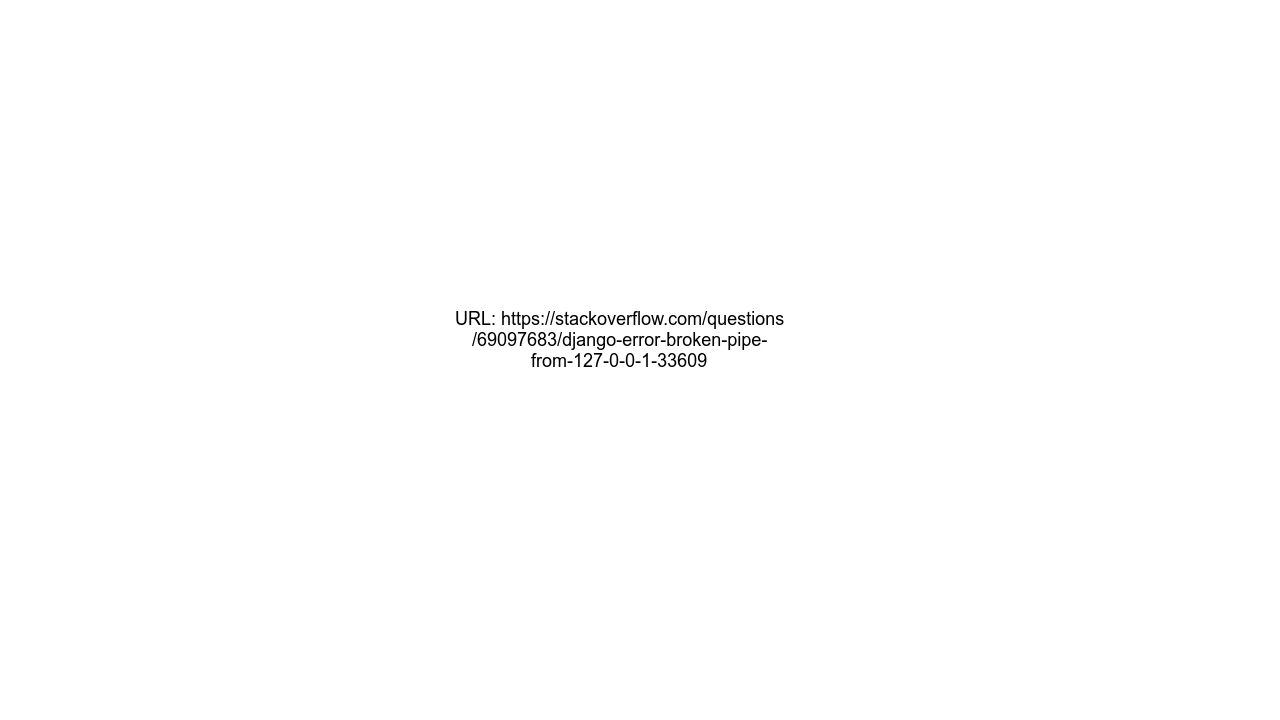 URL: https://stackoverflow.com/questions
/69097683/django-error-broken-pipe-
from-127-0-0-1-33609